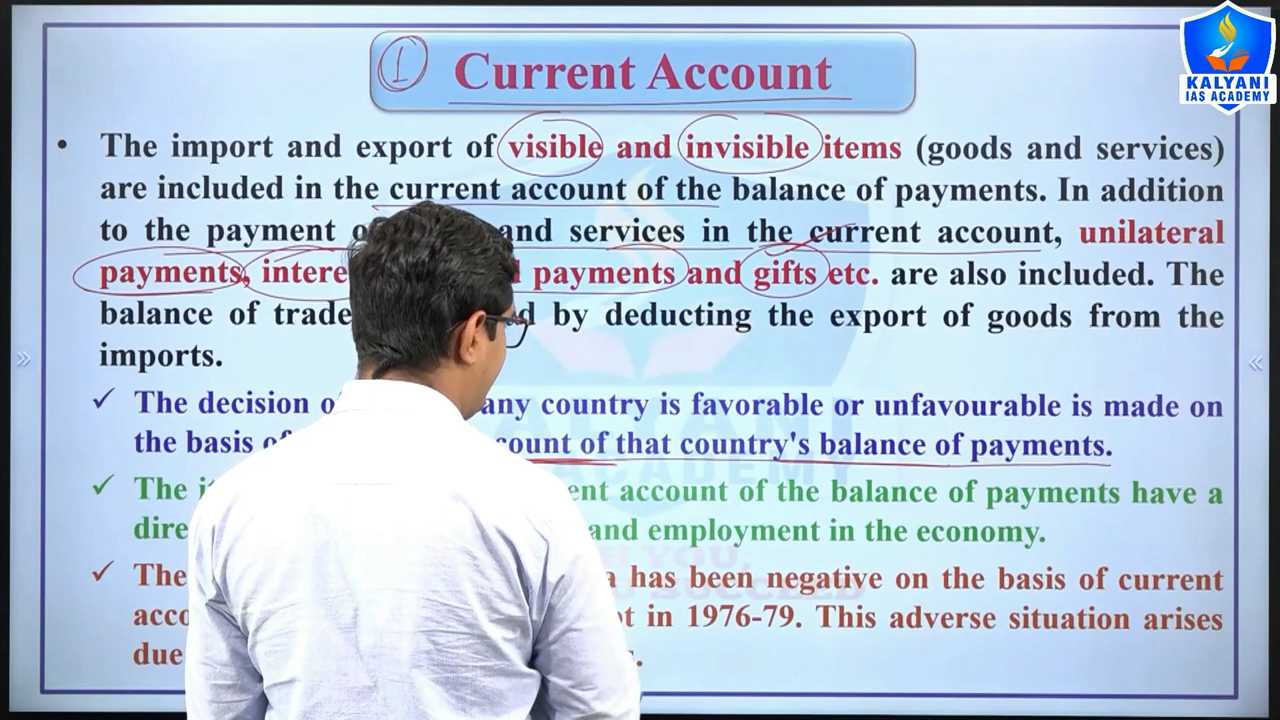 KALYANI
IAS ACADEMY
1 Current Account
• The import and export of visible and invisible items (goods and services)
are included in the current account of the balance of payments. In addition
to the payment and services in the current account, unilateral
payments, payments and gifts etc. are also included. The
balance of trade by deducting the export of goods from the
imports.
✓ The decision any country is favorable or unfavourable is made on
the basis of that country's balance of payments.
✓ The account of the balance of payments have a
and employment in the economy.
✓ The has been negative on the basis of current
in 1976-79. This adverse situation arises
due